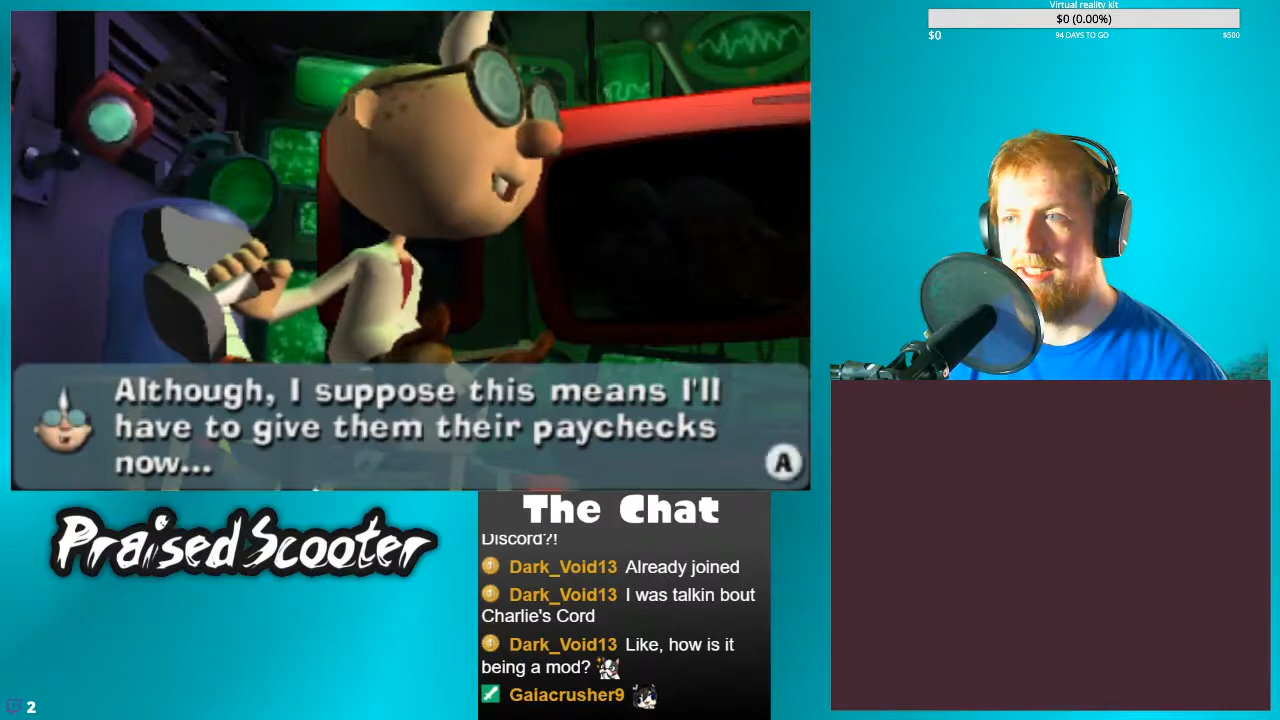 Virtual reality kit
$0 (0.00%)
$0 94 DAYS TO GO $500
Although, I suppose this means I'll
have to give them their paychecks
now...
A
PraisedScooter
The Chat
Discord?!
Dark_Void13 Already joined
Dark_Void13 I was talkin bout
Charlie's Cord
Dark_Void13 Like, how is it
being a mod?
Gaiacrusher9
2